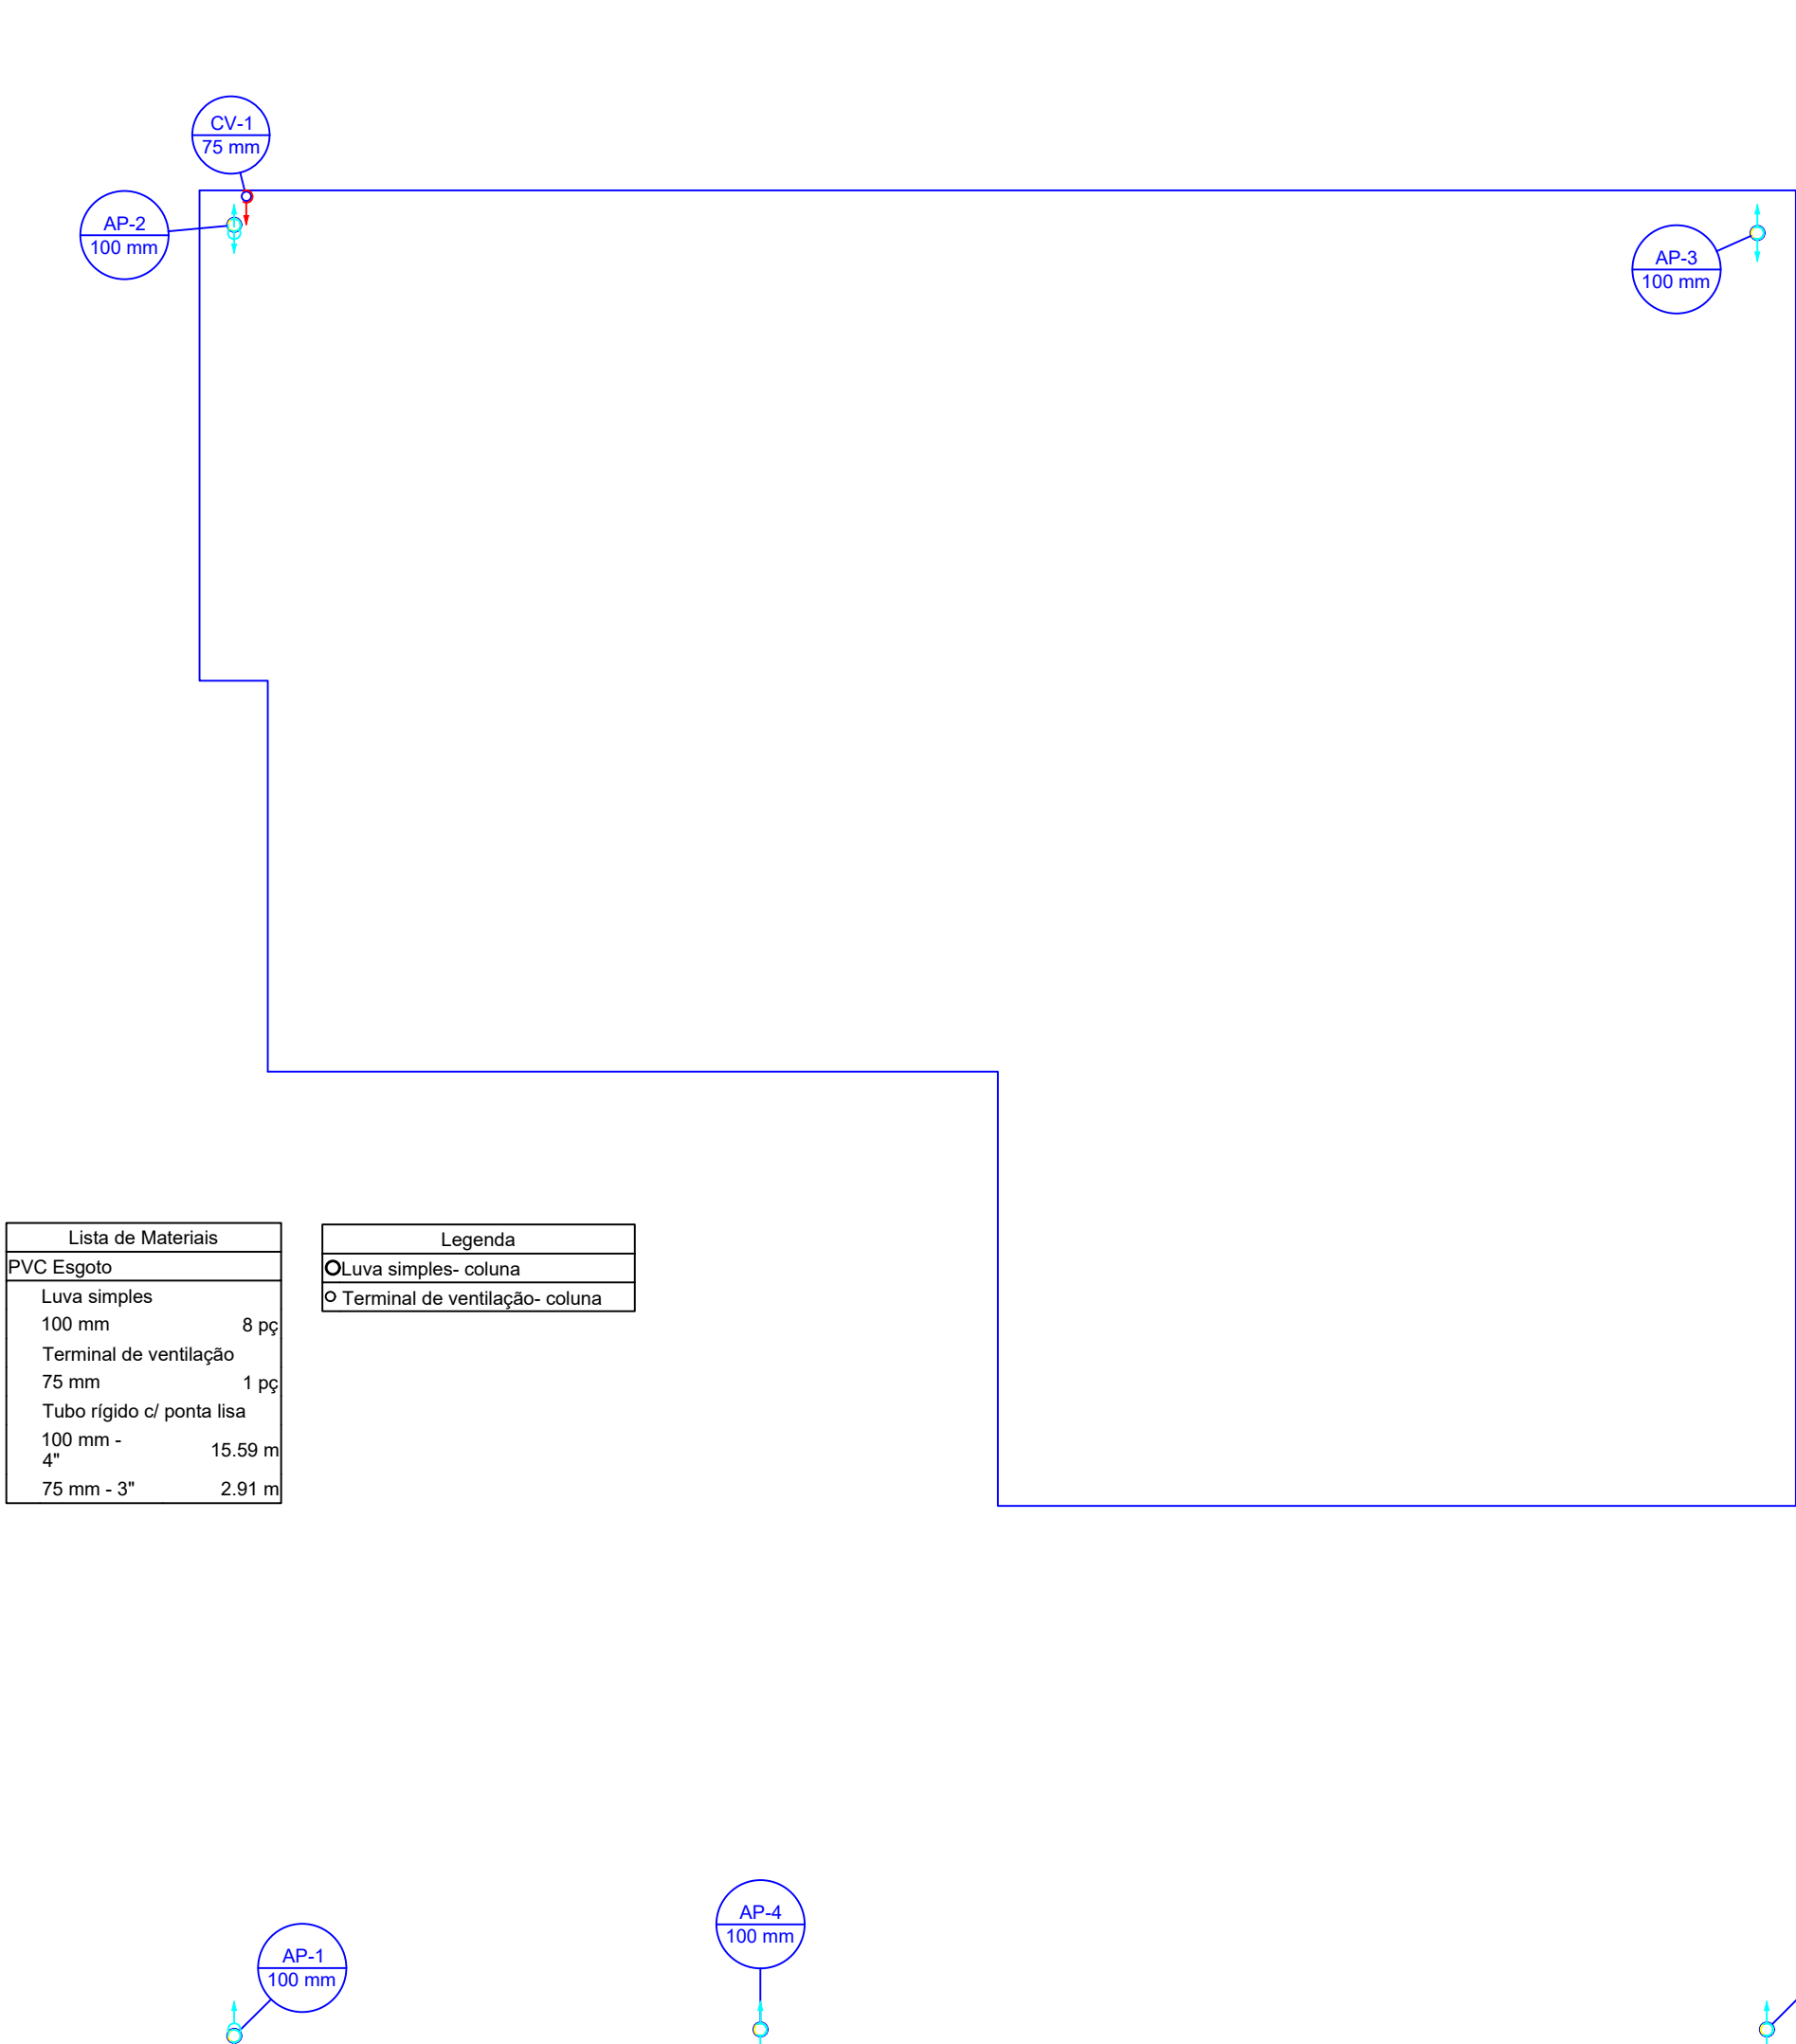 CV-1
75 mm
AP-2
100 mm
AP-3
100 mm
Lista de Materiais
PVC Esgoto
Luva simples
100 mm 8 pç
Terminal de ventilação
75 mm 1 pç
Tubo rígido c/ ponta lisa
100 mm -
4" 15.59 m
75 mm - 3" 2.91 m
Legenda
Luva simples- coluna
Terminal de ventilação- coluna
AP-4
100 mm
AP-1
100 mm